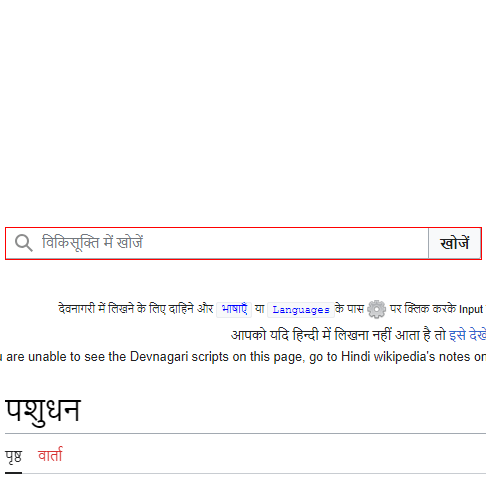 विकिसूक्ति में खोजें खोजें
देवनागरी में लिखने के लिए दाहिने और भाषाएँ या Languages के पास पर क्लिक करके Input
आपको यदि हिन्दी में लिखना नहीं आता है तो इसे देखें
are unable to see the Devnagari scripts on this page, go to Hindi wikipedia's notes on
पशुधन
पृष्ठ वार्ता